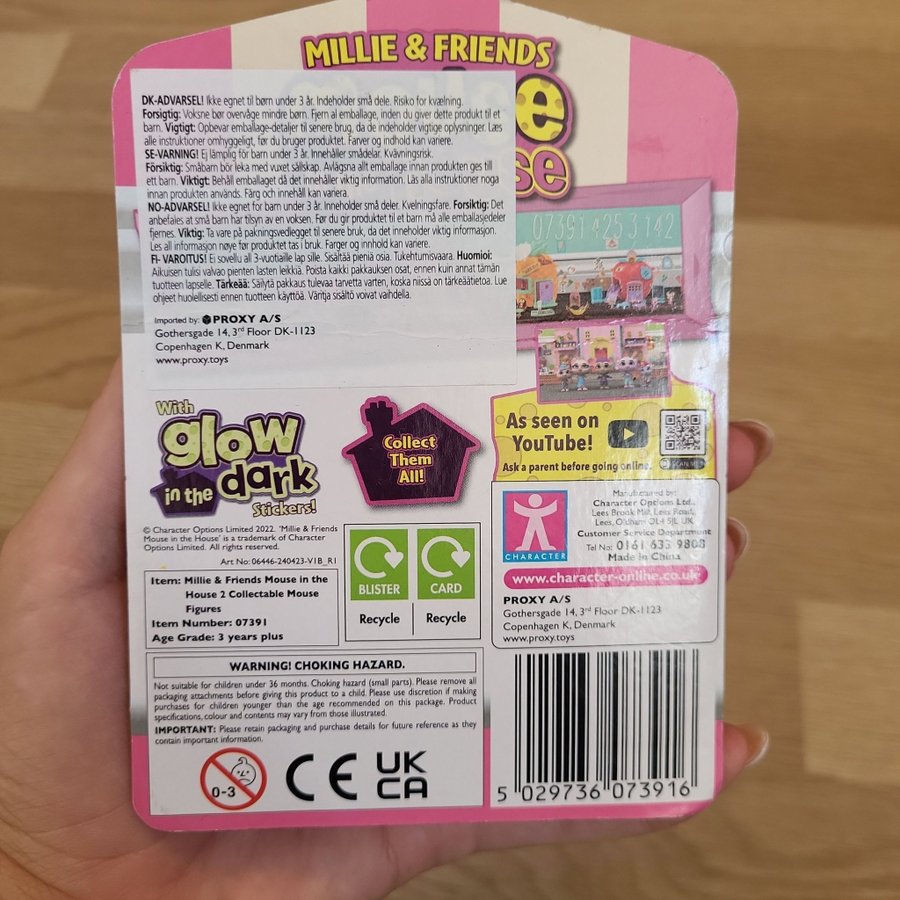 MILLIE & FRIENDS
DK-ADVARSEL! Ikke egnet til børn under 3 år. Indeholder små dele. Risiko for kvælning.
Forsigtig: Voksne bør overvåge mindre børn. Fjern al emballage, inden du giver dette produkt til et
barn. Vigtigt: Opbevar emballage-detaljer til senere brug, da de indeholder vigtige oplysninger. Læs
alle instruktioner omhyggeligt, før du bruger produktet. Farver og indhold kan variere.
SE-VARNING! Ej lämplig för barn under 3 år. Innehåller smådelar. Kvävningsrisk.
Försiktig: Småbarn bör leka med vuxet sällskap. Avlägsna allt emballage innan produkten ges till
ett barn. Viktigt: Behåll emballaget då det innehåller viktig information. Läs alla instruktioner noga
innan produkten används. Färg och innehåll kan variera.
NO-ADVARSEL! Ikke egnet for barn under 3 år. Inneholder små deler. Kvelningsfare. Forsiktig: Det
anbefales at små barn har tilsyn av en voksen. Før du gir produktet til et barn må alle emballasjedeler
fjernes. Viktig: Ta vare på pakningsvedlegget til senere bruk, da det inneholder viktig informasjon.
Les all informasjon nøye før produktet tas i bruk. Farger og innhold kan variere.
FI- VAROITUS! Ei sovellu all 3-vuotiaille lap sille. Sisältää pieniä osia. Tukehtumisvaara. Huomioi:
Aikuisen tulisi valvoa pienten lasten leikkiä. Poista kaikki pakkauksen osat, ennen kuin annat tämän
tuotteen lapselle. Tärkeää: Säilytä pakkaus tulevaa tarvetta varten, koska niissä on tärkeäätietoa. Lue
ohjeet huolellisesti ennen tuotteen käyttöä. Väritja sisältö voivat vaihdella.
Imported by: PROXY A/S
Gothersgade 14, 3rd Floor DK-1123
Copenhagen K, Denmark
www.proxy.toys
07391 4253 142
With
glow
in the dark
Stickers!
Collect
Them
All!
As seen on
YouTube!
Ask a parent before going online.
SCAN ME
© Character Options Limited 2022. 'Millie & Friends
Mouse in the House' is a trademark of Character
Options Limited. All rights reserved.
Art No: 06446-240423-V1B_R1
Item: Millie & Friends Mouse in the
House 2 Collectable Mouse
Figures
Item Number: 07391
Age Grade: 3 years plus
BLISTER
Recycle
CARD
Recycle
CHARACTER
Manufactured by:
Character Options Ltd.,
Lees Brook Mill, Lees Road,
Lees, Oldham OL4 5JL UK
Customer Service Department
Tel No: 0161 633 9808
Made in China
www.character-online.co.uk
PROXY A/S
Gothersgade 14, 3rd Floor DK-1123
Copenhagen K, Denmark
www.proxy.toys
WARNING! CHOKING HAZARD.
Not suitable for children under 36 months. Choking hazard (small parts). Please remove all
packaging attachments before giving this product to a child. Please use discretion if making
purchases for children younger than the age recommended on this package. Product
specifications, colour and contents may vary from those illustrated.
IMPORTANT: Please retain packaging and purchase details for future reference as they
contain important information.
0-3
CE
UK
CA
5 029736 073916